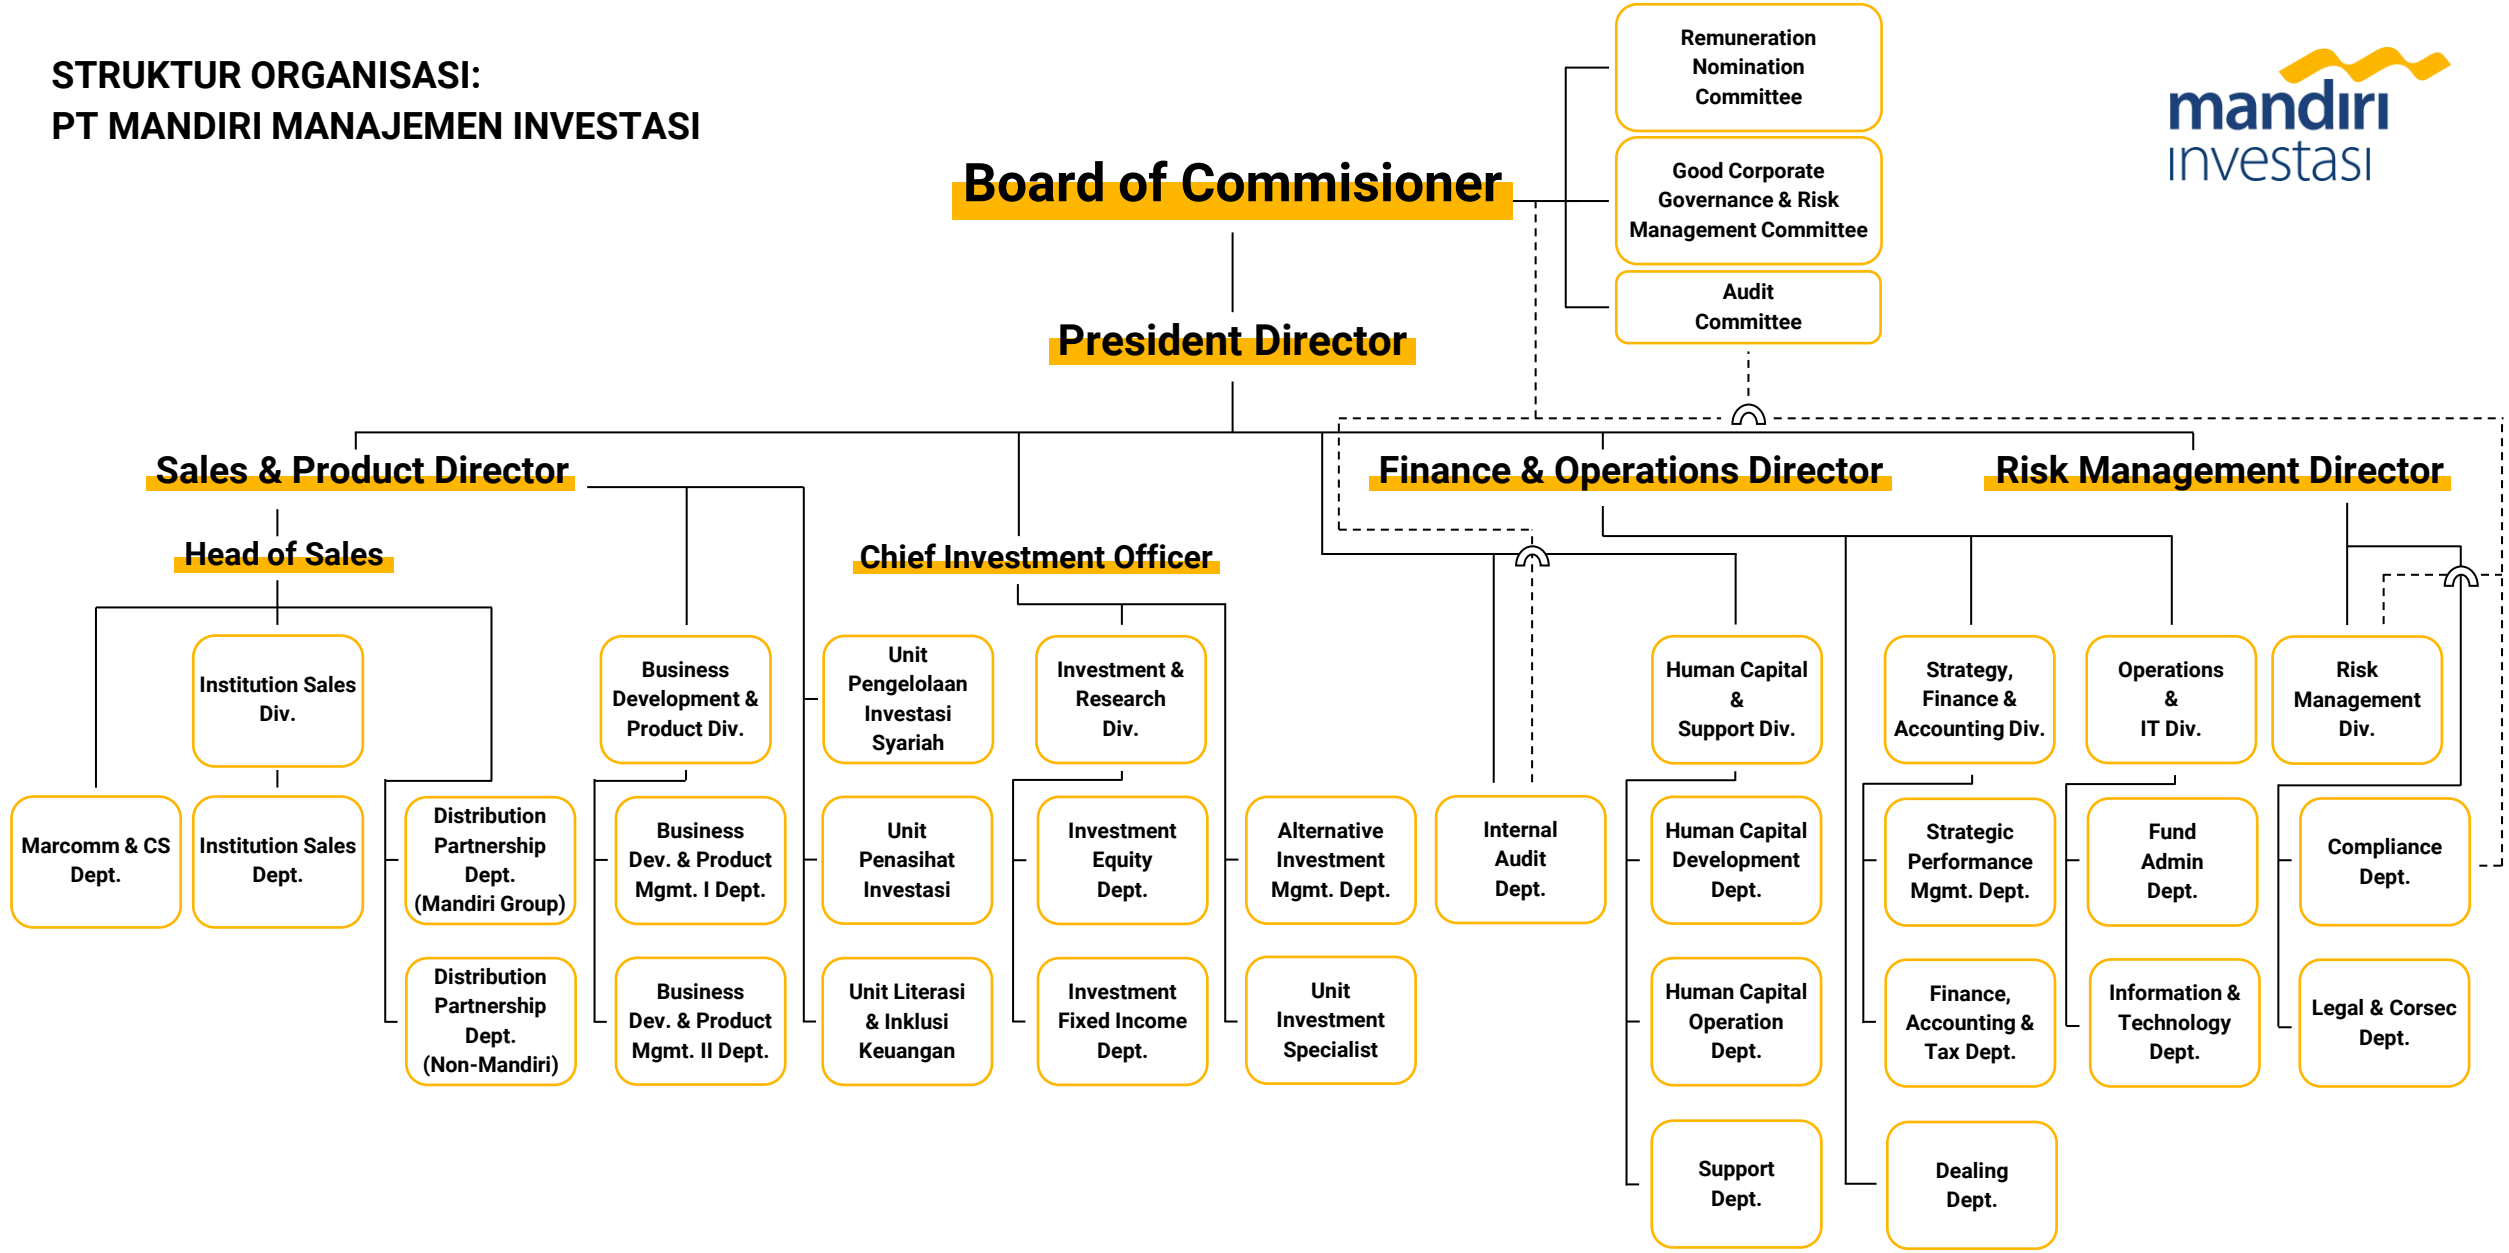 STRUKTUR ORGANISASI:
PT MANDIRI MANAJEMEN INVESTASI
mandırı
ınvestası
Remuneration
Nomination
Committee
Board of Commisioner
Good Corporate
Governance & Risk
Management Committee
Audit
Committee
President Director
Sales & Product Director
Finance & Operations Director
Risk Management Director
Head of Sales
Chief Investment Officer
Institution Sales
Div.
Business
Development &
Product Div.
Unit
Pengelolaan
Investasi
Syariah
Investment &
Research
Div.
Human Capital
&
Support Div.
Strategy,
Finance &
Accounting Div.
Operations
&
IT Div.
Risk
Management
Div.
Marcomm & CS
Dept.
Institution Sales
Dept.
Distribution
Partnership
Dept.
(Mandiri Group)
Business
Dev. & Product
Mgmt. I Dept.
Unit
Penasihat
Investasi
Investment
Equity
Dept.
Alternative
Investment
Mgmt. Dept.
Internal
Audit
Dept.
Human Capital
Development
Dept.
Strategic
Performance
Mgmt. Dept.
Fund
Admin
Dept.
Compliance
Dept.
Distribution
Partnership
Dept.
(Non-Mandiri)
Business
Dev. & Product
Mgmt. II Dept.
Unit Literasi
& Inklusi
Keuangan
Investment
Fixed Income
Dept.
Unit
Investment
Specialist
Human Capital
Operation
Dept.
Finance,
Accounting &
Tax Dept.
Information &
Technology
Dept.
Legal & Corsec
Dept.
Support
Dept.
Dealing
Dept.